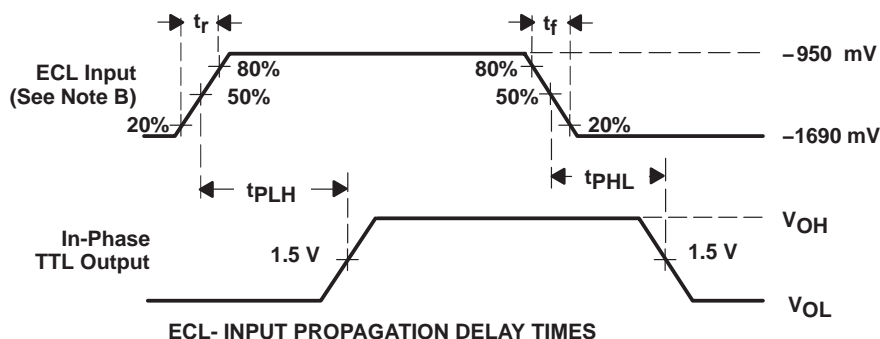 tr
tf
–950 mV
ECL Input
(See Note B)
80%
80%
50%
50%
20%
20%
–1690 mV
tPLH
tPHL
VOH
In-Phase
TTL Output
1.5 V
1.5 V
VOL
ECL- INPUT PROPAGATION DELAY TIMES